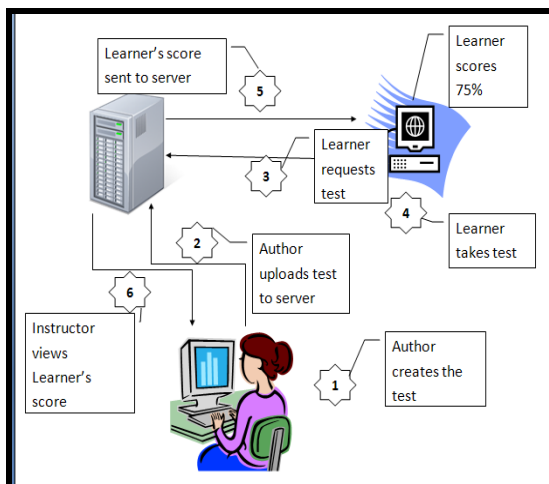 Learner's score
sent to server
5
Learner
scores
75%
3
Learner
requests
test
4
Learner
takes test
2
Author
uploads test
to server
6
Instructor
views
Learner's
score
1
Author
creates the
test